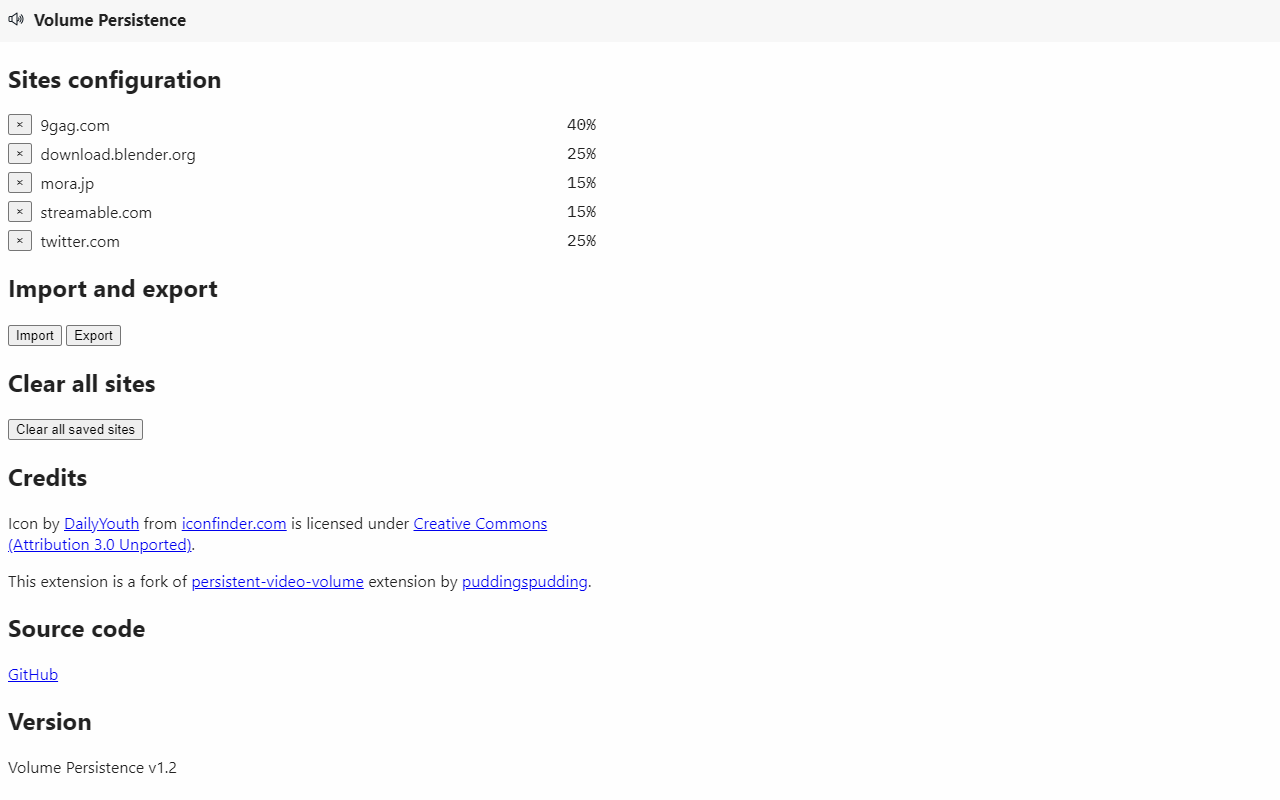 Volume Persistence
Sites configuration
× 9gag.com 40%
× download.blender.org 25%
× mora.jp 15%
× streamable.com 15%
× twitter.com 25%
Import and export
Import Export
Clear all sites
Clear all saved sites
Credits
Icon by DailyYouth from iconfinder.com is licensed under Creative Commons
(Attribution 3.0 Unported).
This extension is a fork of persistent-video-volume extension by puddingspudding.
Source code
GitHub
Version
Volume Persistence v1.2